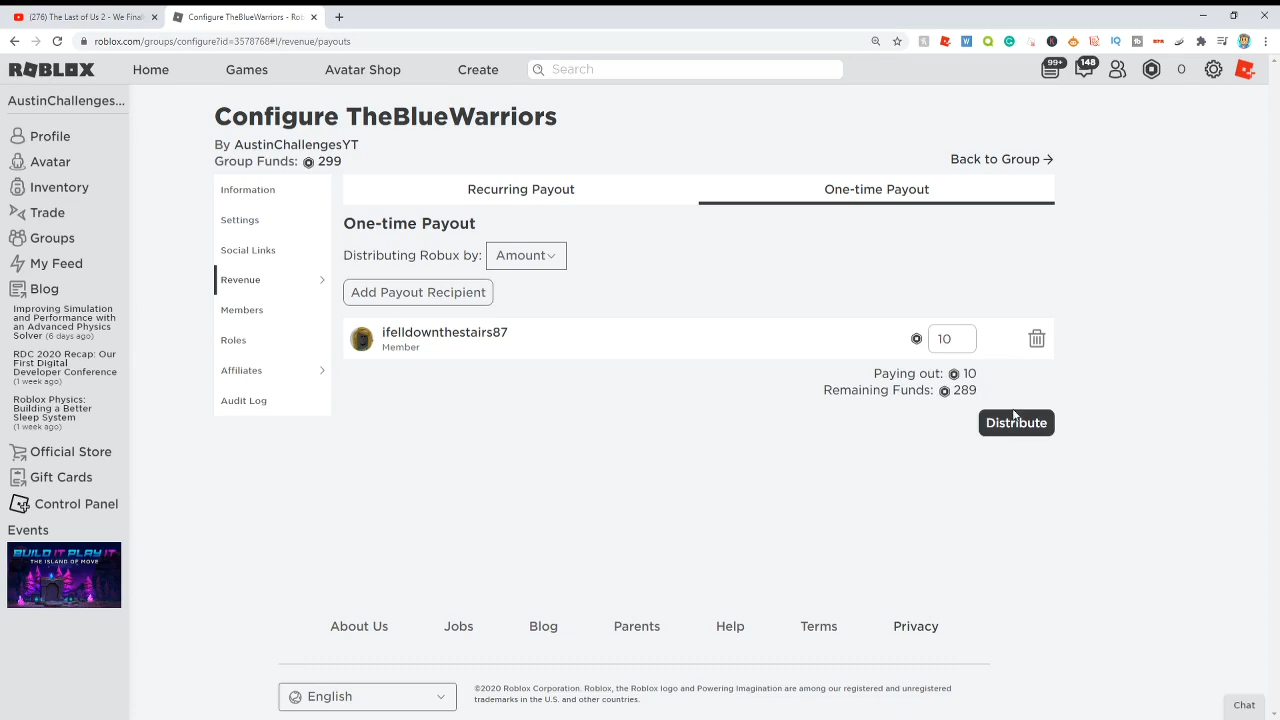 (276) The Last of Us 2 - We Final
Configure TheBlueWarriors - Rob
roblox.com/groups/configure?id=3578768#!/revenue/payouts
ROBLOX
Home
Games
Avatar Shop
Create
Search
99+
148
0
AustinChallenges...
Profile
Avatar
Inventory
Trade
Groups
My Feed
Blog
Improving Simulation
and Performance with
an Advanced Physics
Solver (6 days ago)
RDC 2020 Recap: Our
First Digital
Developer Conference
(1 week ago)
Roblox Physics:
Building a Better
Sleep System
(1 week ago)
Official Store
Gift Cards
Control Panel
Events
BUILD IT PLAY IT
THE ISLAND OF MOVE
Configure TheBlueWarriors
By AustinChallengesYT
Group Funds: 299
Back to Group
Information
Settings
Social Links
Revenue
Members
Roles
Affiliates
Audit Log
Recurring Payout
One-time Payout
One-time Payout
Distributing Robux by: Amount
Add Payout Recipient
ifelldownthestairs87
Member
10
Paying out: 10
Remaining Funds: 289
Distribute
About Us
Jobs
Blog
Parents
Help
Terms
Privacy
English
©2020 Roblox Corporation. Roblox, the Roblox logo and Powering Imagination are among our registered and unregistered
trademarks in the U.S. and other countries.
Chat